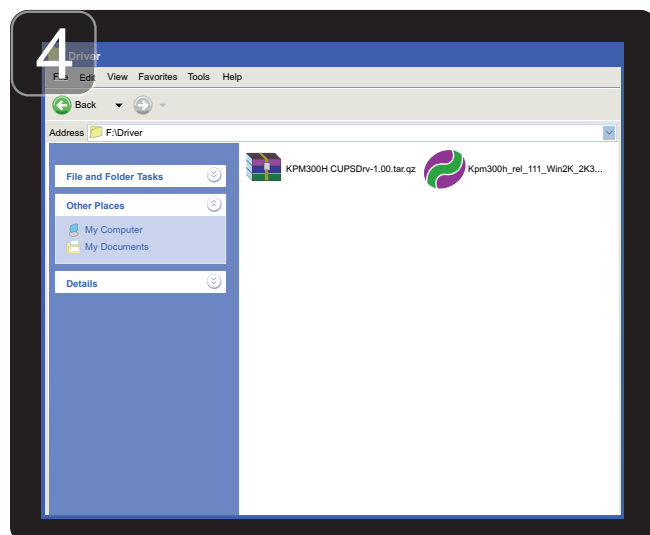 4
Driver
File Edit View Favorites Tools Help
Back
Address F:\Driver
File and Folder Tasks
Other Places
My Computer
My Documents
Details
KPM300H CUPSDrv-1.00.tar.qz
Kpm300h_rel_111_Win2K_2K3...